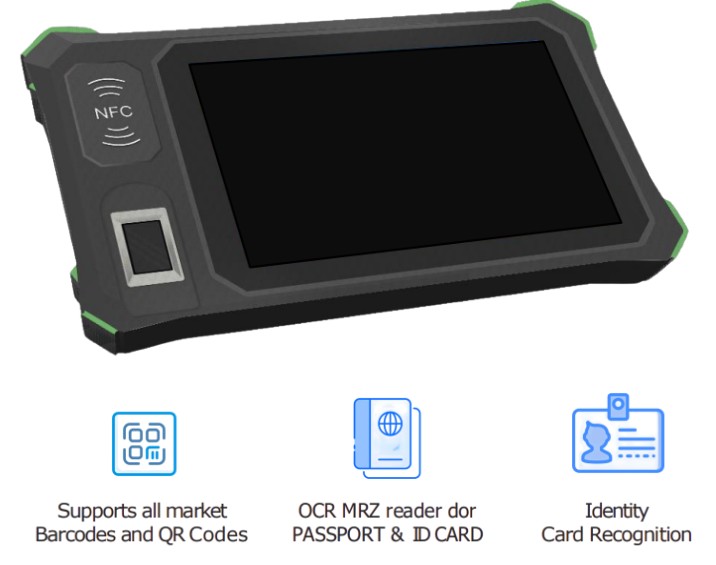 NFC
Supports all market
Barcodes and QR Codes
OCR MRZ reader dor
PASSPORT & ID CARD
Identity
Card Recognition